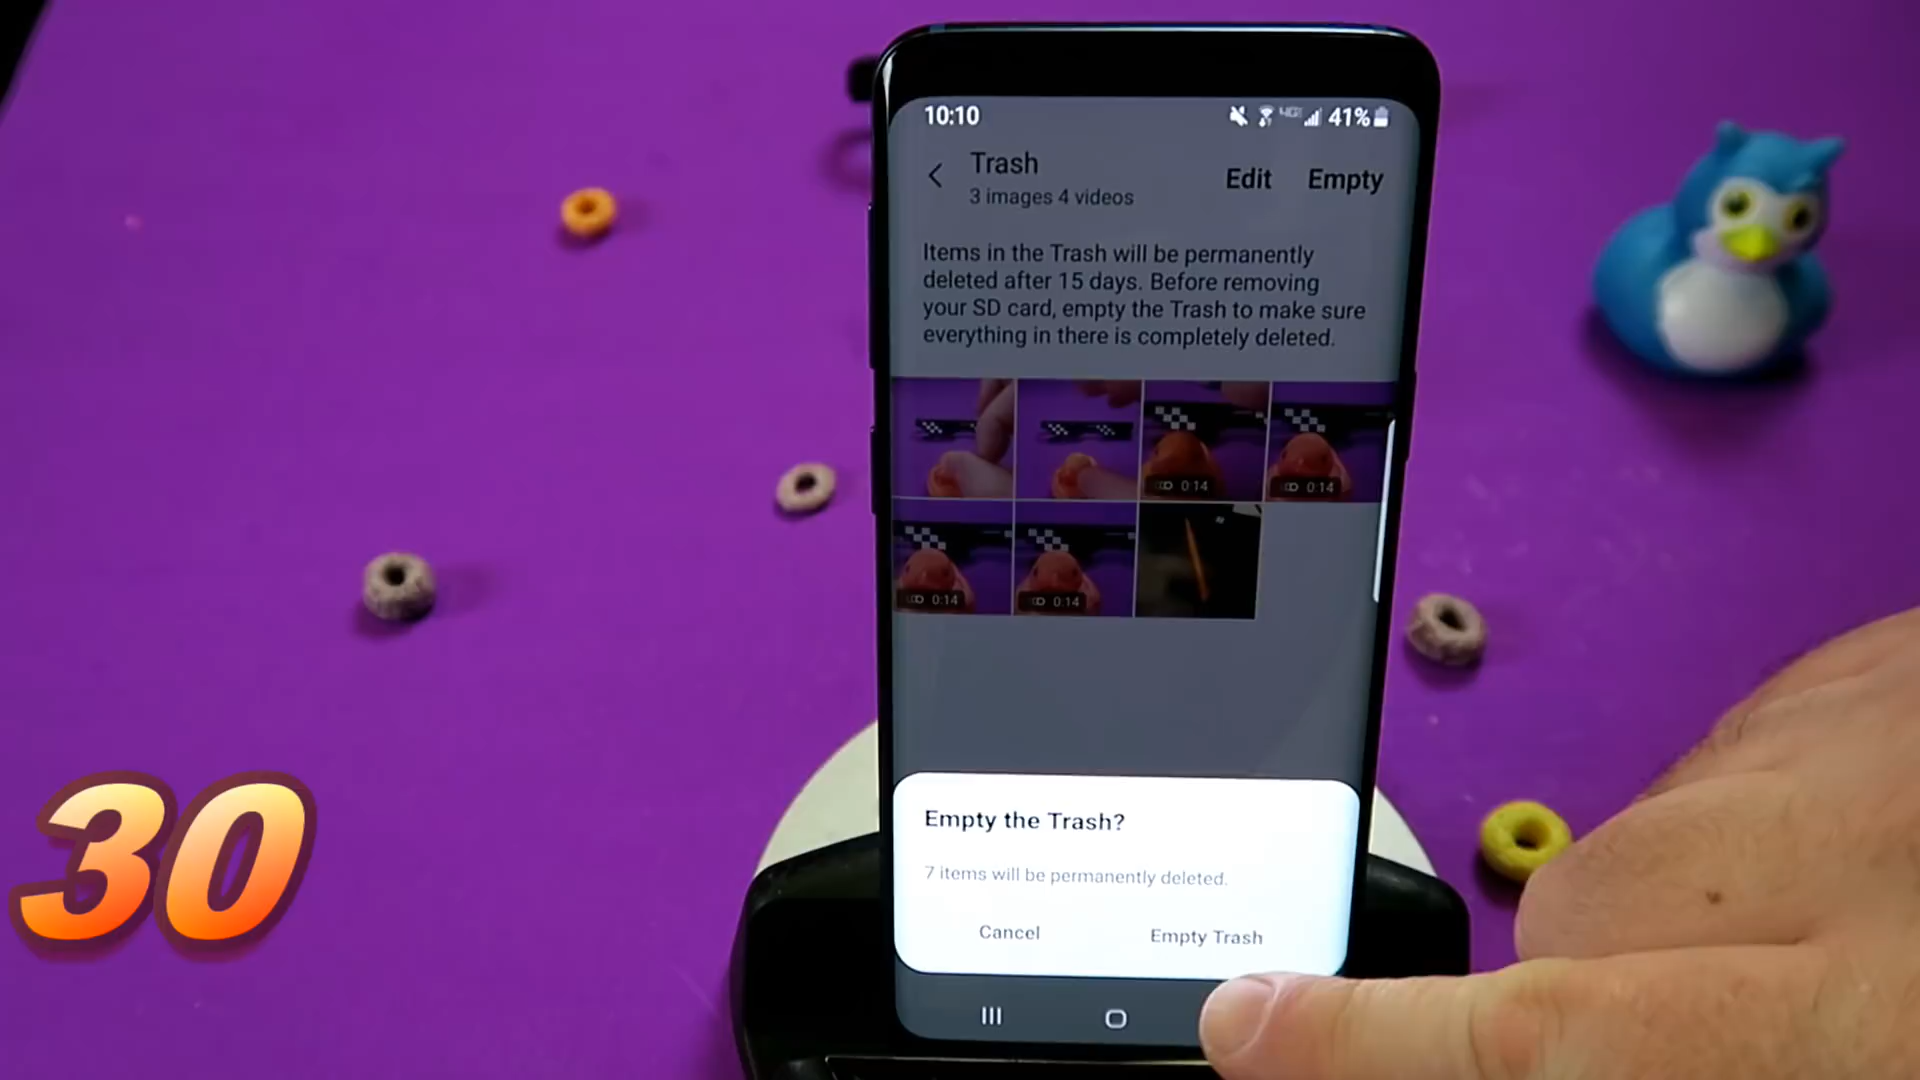 10:10
41%
Trash
3 images 4 videos
Edit
Empty
Items in the Trash will be permanently
deleted after 15 days. Before removing
your SD card, empty the Trash to make sure
everything in there is completely deleted.
0:14
0:14
0:14
0:14
Empty the Trash?
7 items will be permanently deleted.
Cancel
Empty Trash
30